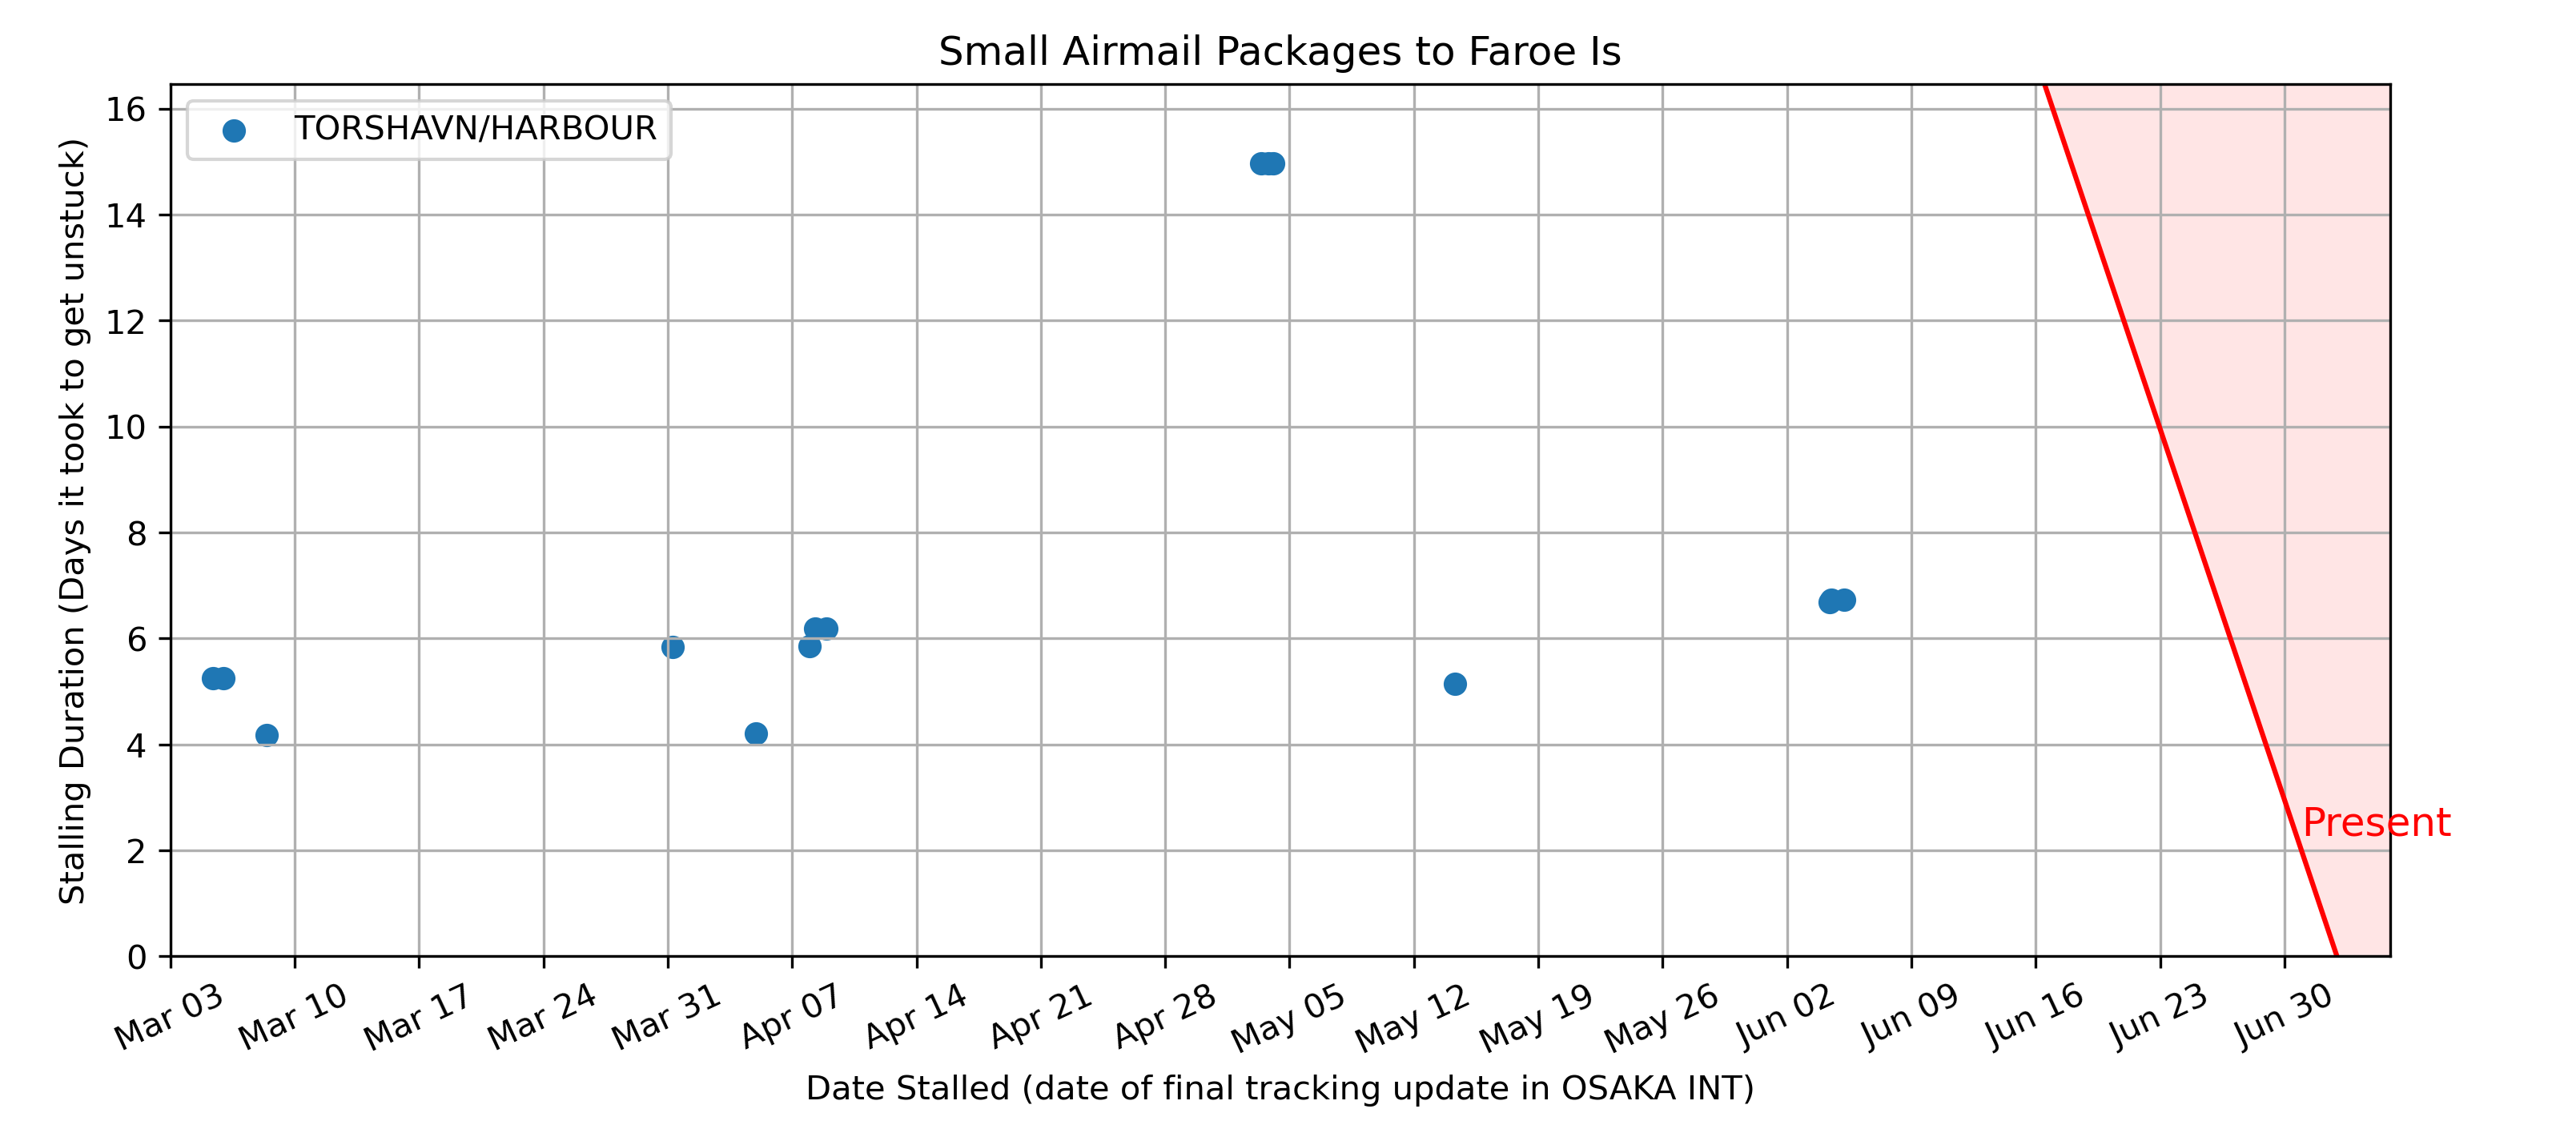 Small Airmail Packages to Faroe Is
TORSHAVN/HARBOUR
Stalling Duration (Days it took to get unstuck)
16
14
12
10
8
6
4
2
0
Present
Mar 03
Mar 10
Mar 17
Mar 24
Mar 31
Apr 07
Apr 14
Apr 21
Apr 28
May 05
May 12
May 19
May 26
Jun 02
Jun 09
Jun 16
Jun 23
Jun 30
Date Stalled (date of final tracking update in OSAKA INT)